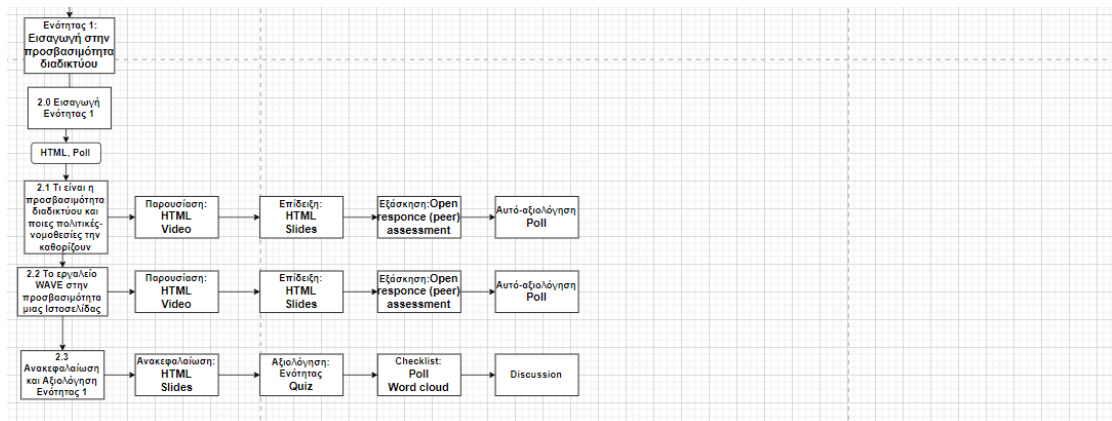 Ενότητας 1:
Εισαγωγή στην
προσβασιμότητα
διαδικτύου
2.0 Εισαγωγή
Ενότητας 1
HTML, Poll
2.1 Τι είναι η
προσβασιμότητα
διαδικτύου και
ποιες πολιτικές-
νομοθεσίες την
καθορίζουν
Παρουσίαση:
HTML
Video
Επίδειξη:
HTML
Slides
Εξάσκηση:Open
responce (peer)
assessment
Αυτό-αξιολόγηση
Poll
2.2 Το εργαλείο
WAVE στην
προσβασιμότητα
μιας Ιστοσελίδας
Παρουσίαση:
HTML
Video
Επίδειξη:
HTML
Slides
Εξάσκηση:Open
responce (peer)
assessment
Αυτό-αξιολόγηση
Poll
2.3
Ανακεφαλαίωση
και Αξιολόγηση
Ενότητας 1
Ανακεφαλαίωση:
HTML
Slides
Αξιολόγηση:
Ενότητας
Quiz
Checklist:
Poll
Word cloud
Discussion